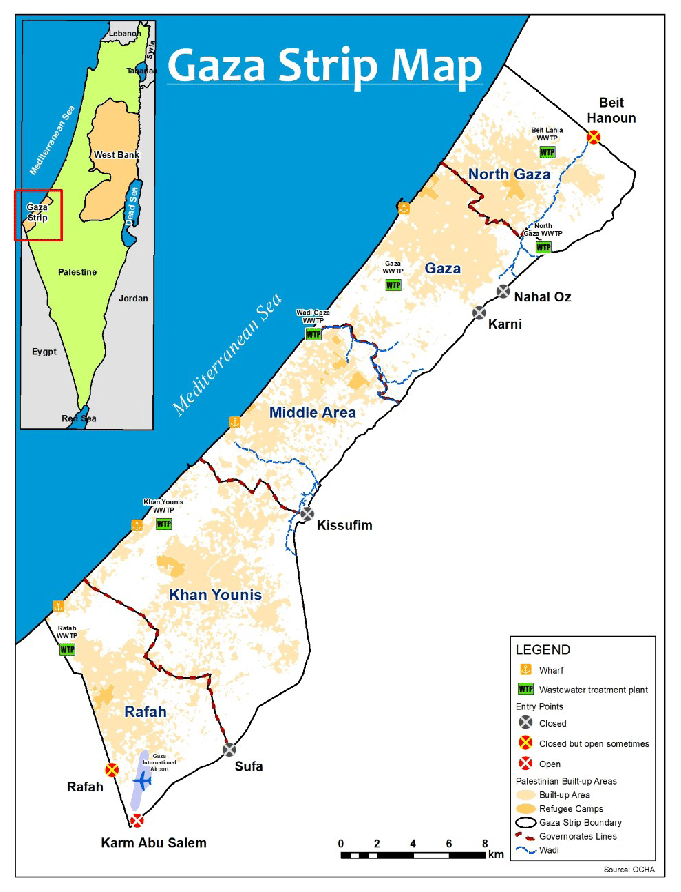 Gaza Strip Map
Lebanon
Syria
Mediterranean Sea
West Bank
Dead Sea
Gaza
Strip
Palestine
Jordan
Eygpt
Red Sea
Beit
Hanoun
Beit Lahia
WWTP
WTP
North Gaza
North
Gaza WWTP
WTP
Gaza
Gaza
WWTP
WTP
Nahal Oz
Karni
Mediterranean Sea
Wadi Gaza
WWTP
WTP
Middle Area
Khan Younis
WWTP
WTP
Kissufim
Khan Younis
Rafah
WWTP
WTP
Rafah
Gaza
International
Airport
Sufa
Rafah
Karm Abu Salem
LEGEND
Wharf
WTP Wastewater treatment plant
Entry Points
Closed
Closed but open sometimes
Open
Palestinian Built-up Areas
Built-up Area
Refugee Camps
Gaza Strip Boundary
Governorates Lines
Wadi
0 2 4 6 8
km
Source: OCHA